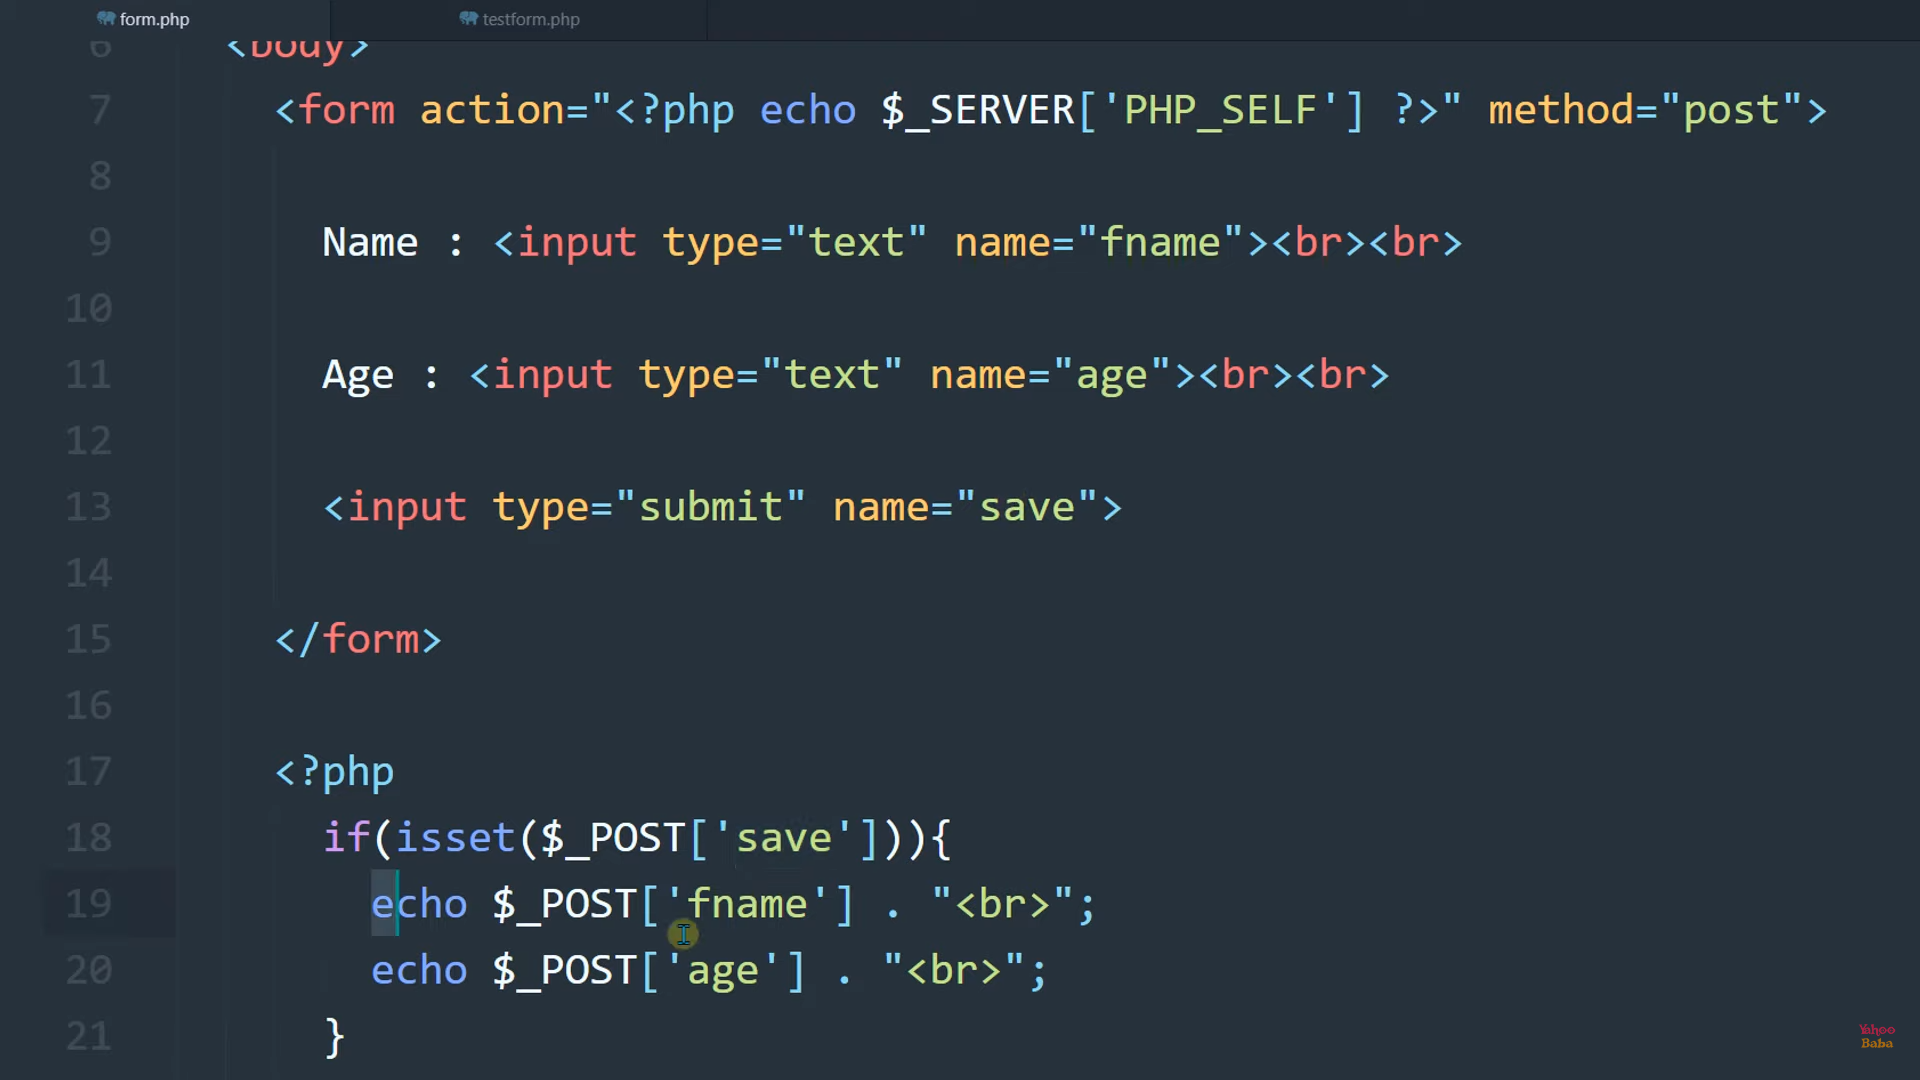 form.php
testform.php
6 <body>
7 <form action="<?php echo $_SERVER['PHP_SELF'] ?>" method="post">
8
9 Name : <input type="text" name="fname"><br><br>
10
11 Age : <input type="text" name="age"><br><br>
12
13 <input type="submit" name="save">
14
15 </form>
16
17 <?php
18 if(isset($_POST['save'])){
19 echo $_POST['fname'] . "<br>";
20 echo $_POST['age'] . "<br>";
21 }
Yahoo
Baba